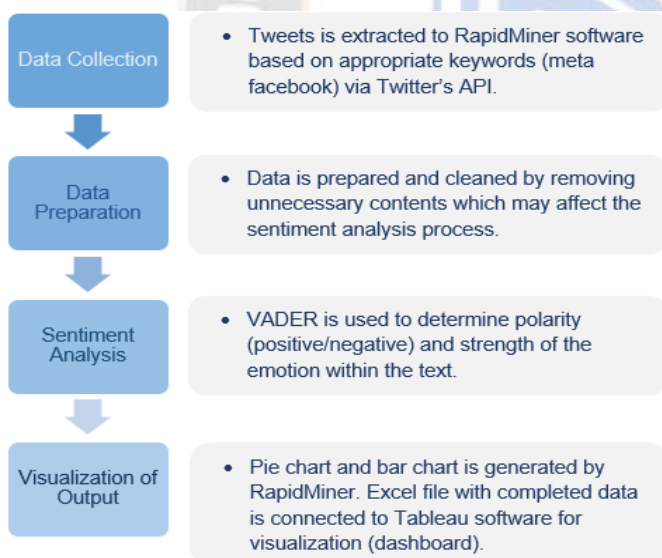 Data Collection
• Tweets is extracted to RapidMiner software
based on appropriate keywords (meta
facebook) via Twitter's API.
Data
Preparation
• Data is prepared and cleaned by removing
unnecessary contents which may affect the
sentiment analysis process.
Sentiment
Analysis
• VADER is used to determine polarity
(positive/negative) and strength of the
emotion within the text.
Visualization of
Output
• Pie chart and bar chart is generated by
RapidMiner. Excel file with completed data
is connected to Tableau software for
visualization (dashboard).